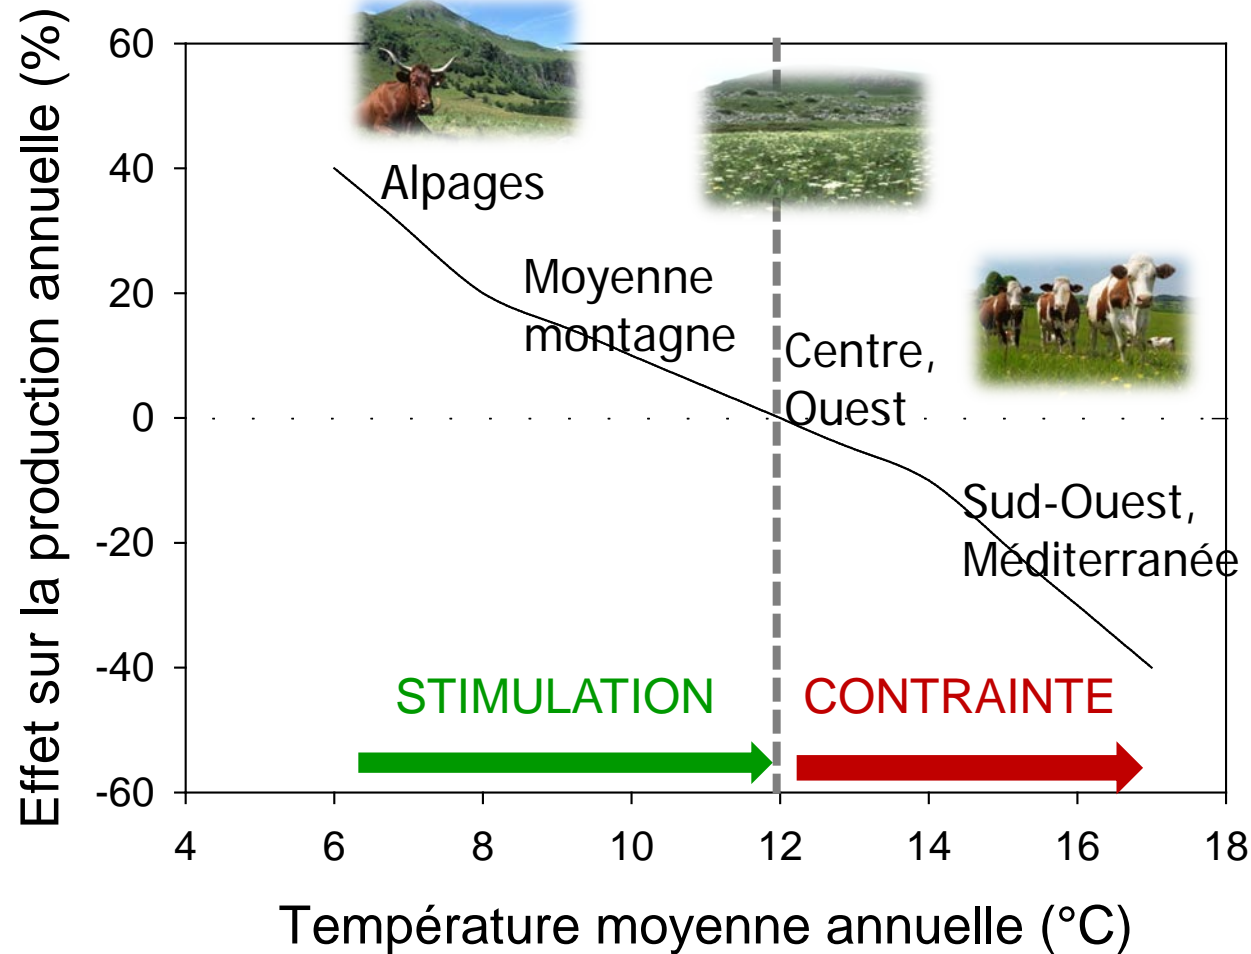 Effet sur la production annuelle (%)
60
40
20
0
-20
-40
-60
Alpages
Moyenne
montagne
Centre,
Ouest
Sud-Ouest,
Méditerranée
STIMULATION
CONTRAINTE
4 6 8 10 12 14 16 18
Température moyenne annuelle (°C)